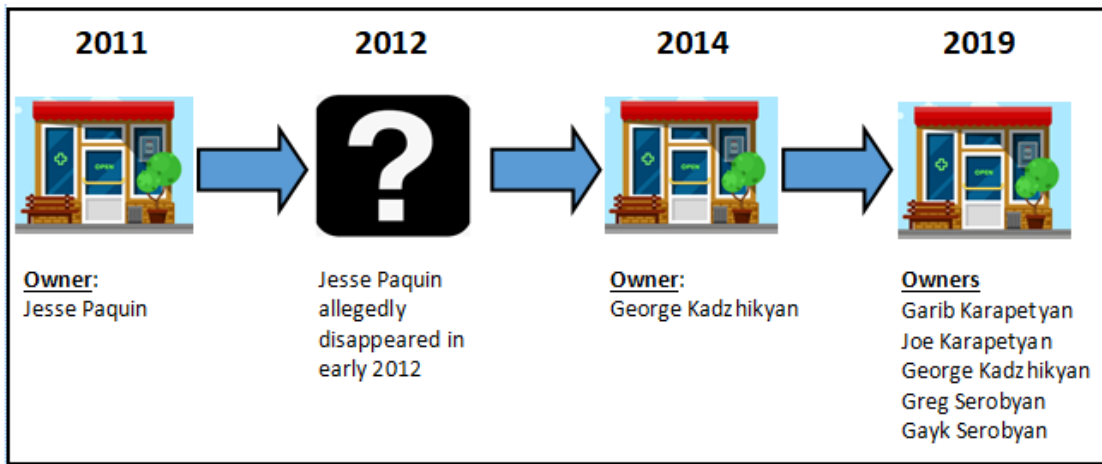 2011
2012
2014
2019
OPEN
OPEN
OPEN
?
Owner:
Jesse Paquin
Jesse Paquin
allegedly
disappeared in
early 2012
Owner:
George Kadzhikyan
Owners
Garib Karapetyan
Joe Karapetyan
George Kadzhikyan
Greg Serobyan
Gayk Serobyan